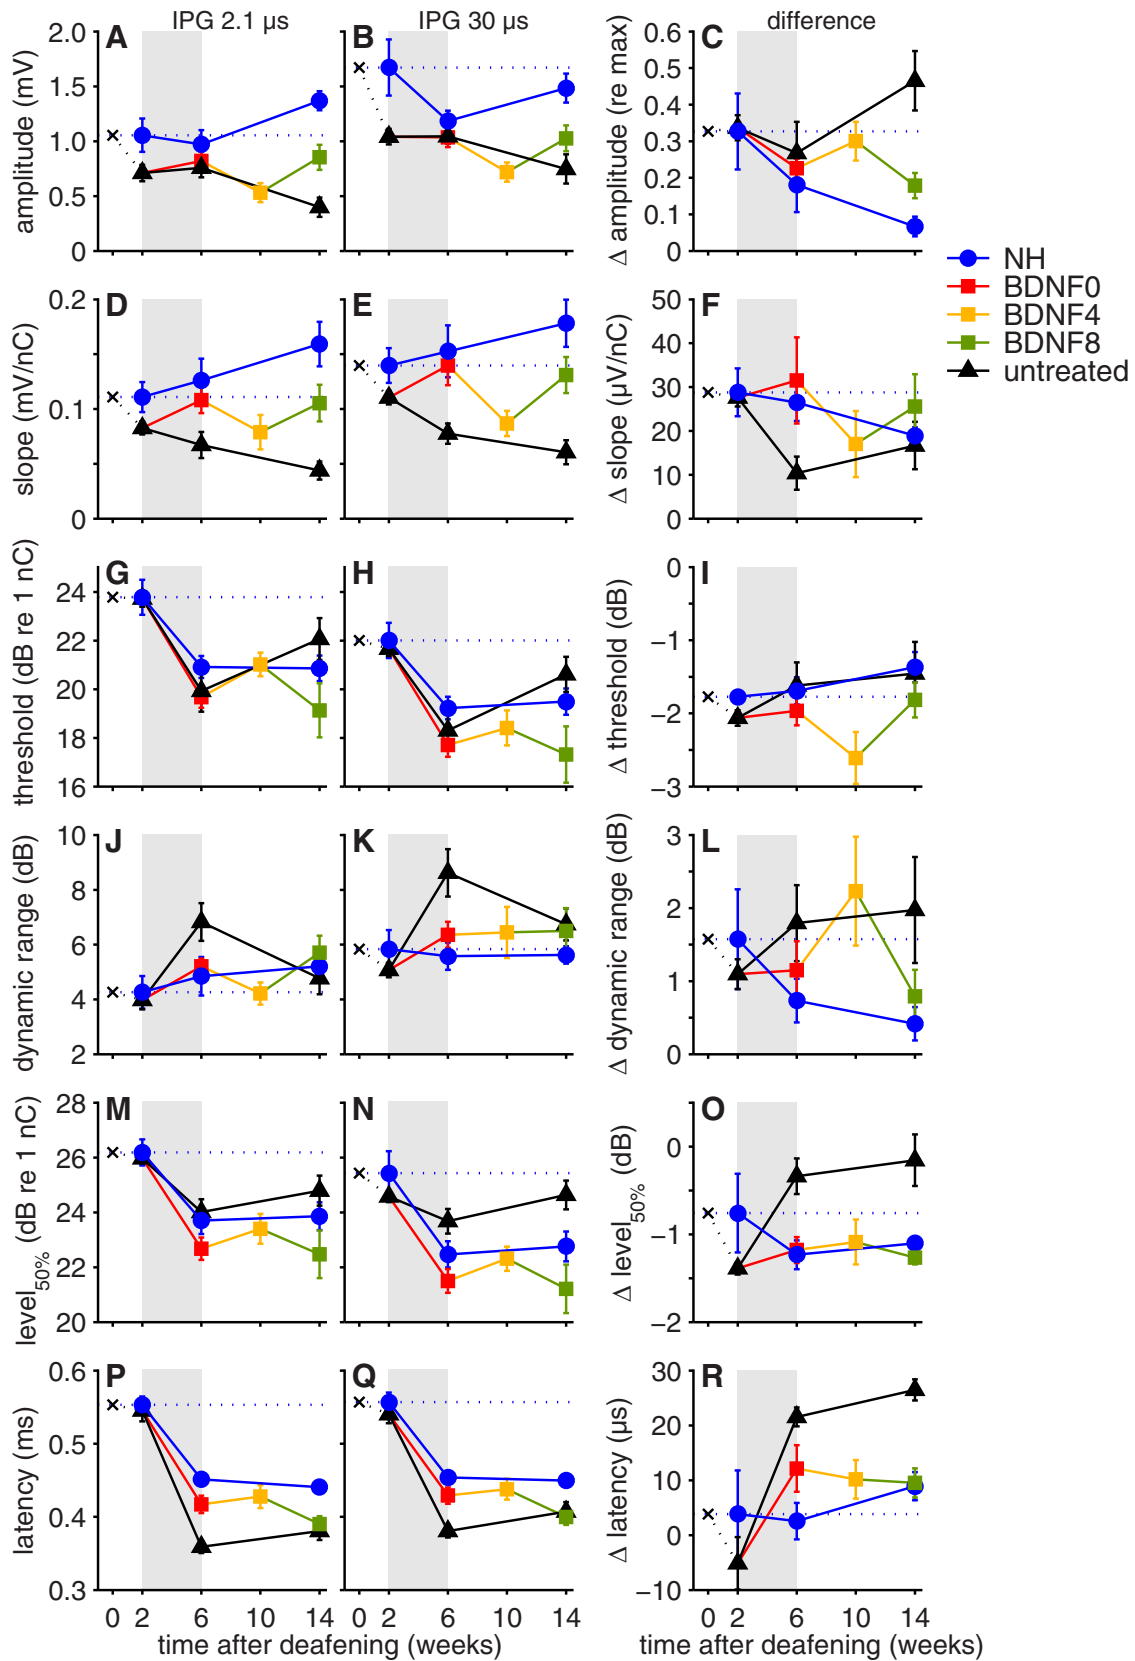 IPG 2.1 µs IPG 30 µs difference
A B C
amplitude (mV)
2.0
1.5
1.0
0.5
0
Δ amplitude (re max)
0.6
0.5
0.4
0.3
0.2
0.1
0
NH
BDNF0
BDNF4
BDNF8
untreated
D E F
slope (mV/nC)
0.2
0.1
0
Δ slope (µV/nC)
50
40
30
20
10
0
G H I
threshold (dB re 1 nC)
24
22
20
18
16
Δ threshold (dB)
0
−1
−2
−3
J K L
dynamic range (dB)
10
8
6
4
2
Δ dynamic range (dB)
3
2
1
0
M N O
level50% (dB re 1 nC)
28
26
24
22
20
Δ level50% (dB)
0
−1
−2
P Q R
latency (ms)
0.6
0.5
0.4
0.3
Δ latency (µs)
30
20
10
0
−10
0 2 6 10 14 0 2 6 10 14 0 2 6 10 14
time after deafening (weeks) time after deafening (weeks)